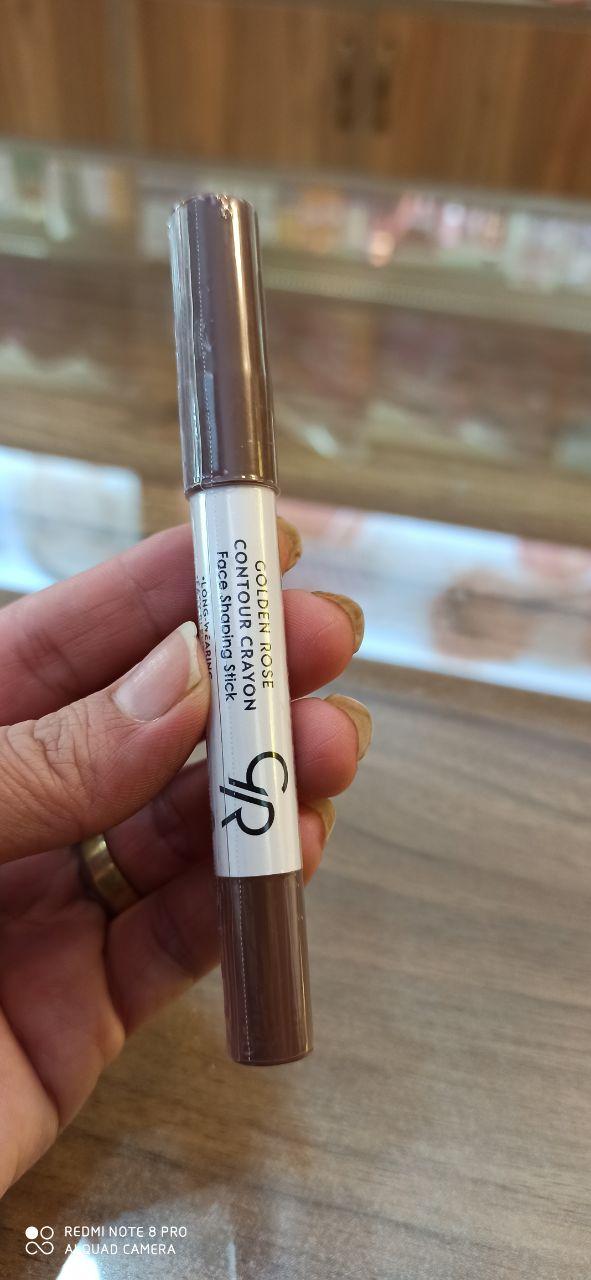 GOLDEN ROSE
CONTOUR CRAYON
Face Shaping Stick
•LONG-WEARING
GR
REDMI NOTE 8 PRO
AI QUAD CAMERA